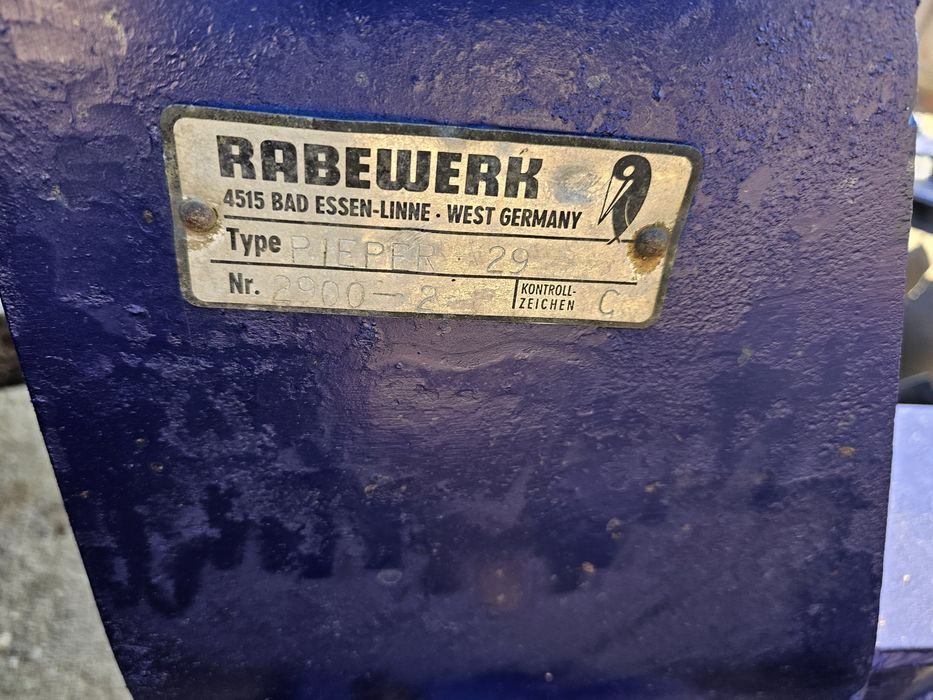 RABEWERK
4515 BAD ESSEN-LINNE · WEST GERMANY
Type PIEPER 29
Nr. 2900-2
KONTROLL-
ZEICHEN C